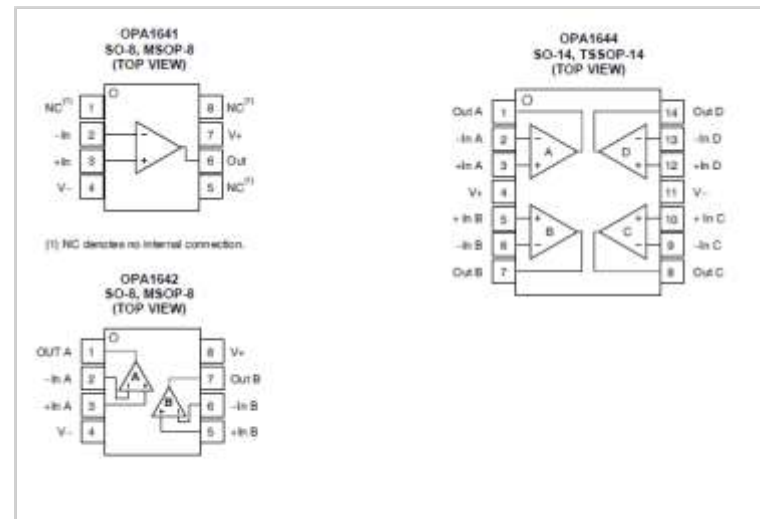 OPA1641
SO-8, MSOP-8
(TOP VIEW)
NC(1) 1 8 NC(1)
-In 2 - 7 V+
+In 3 + 6 Out
V- 4 5 NC(1)
(1) NC denotes no internal connection.
OPA1642
SO-8, MSOP-8
(TOP VIEW)
OUT A 1 8 V+
-In A 2 A 7 Out B
+In A 3 B 6 -In B
V- 4 5 +In B
OPA1644
SO-14, TSSOP-14
(TOP VIEW)
Out A 1 14 Out D
-In A 2 - - 13 -In D
A D
+In A 3 + + 12 +In D
V+ 4 11 V-
+ In B 5 + + 10 + In C
B C
-In B 6 - - 9 -In C
Out B 7 8 Out C